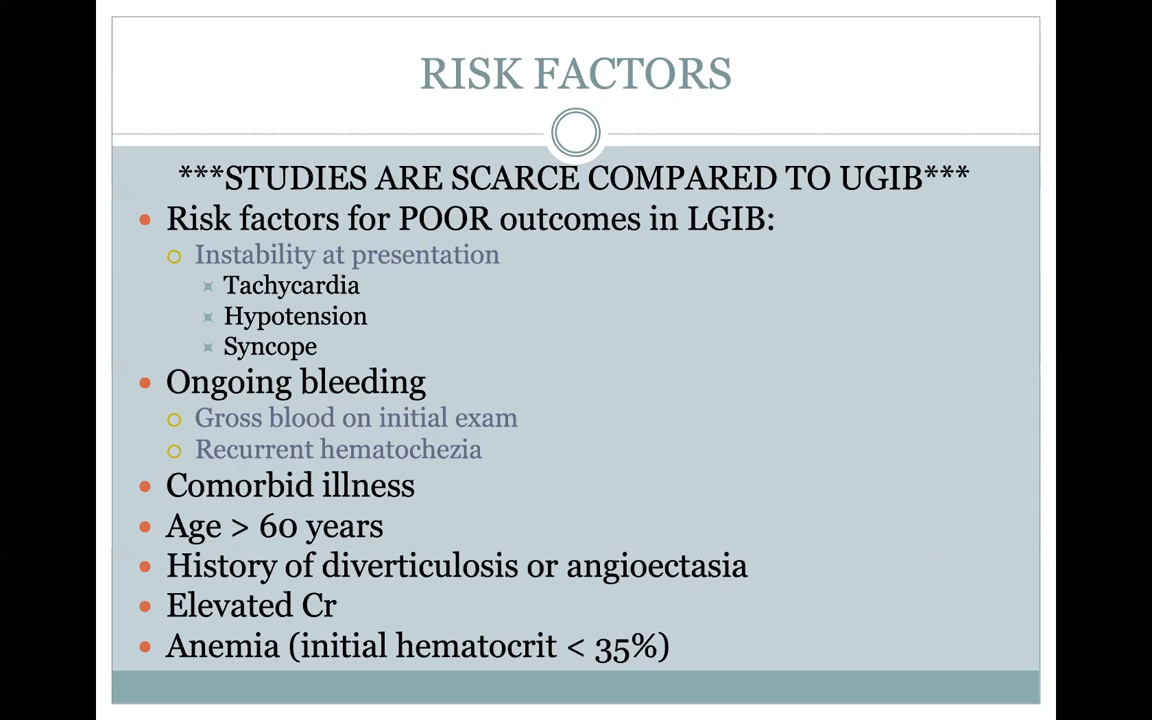 RISK FACTORS
***STUDIES ARE SCARCE COMPARED TO UGIB***
Risk factors for POOR outcomes in LGIB:
Instability at presentation
Tachycardia
Hypotension
Syncope
Ongoing bleeding
Gross blood on initial exam
Recurrent hematochezia
Comorbid illness
Age > 60 years
History of diverticulosis or angioectasia
Elevated Cr
Anemia (initial hematocrit < 35%)